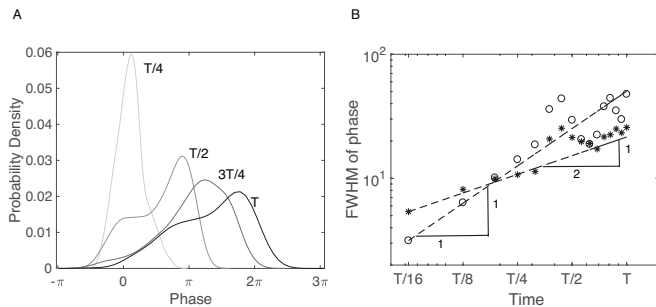 A
B
0.06
0.05
0.04
0.03
0.02
0.01
0
Probability Density
T/4
T/2
3T/4
T
-π
0
π
2π
3π
Phase
10²
10¹
FWHM of phase
1
1
2
1
T/16
T/8
T/4
T/2
T
Time